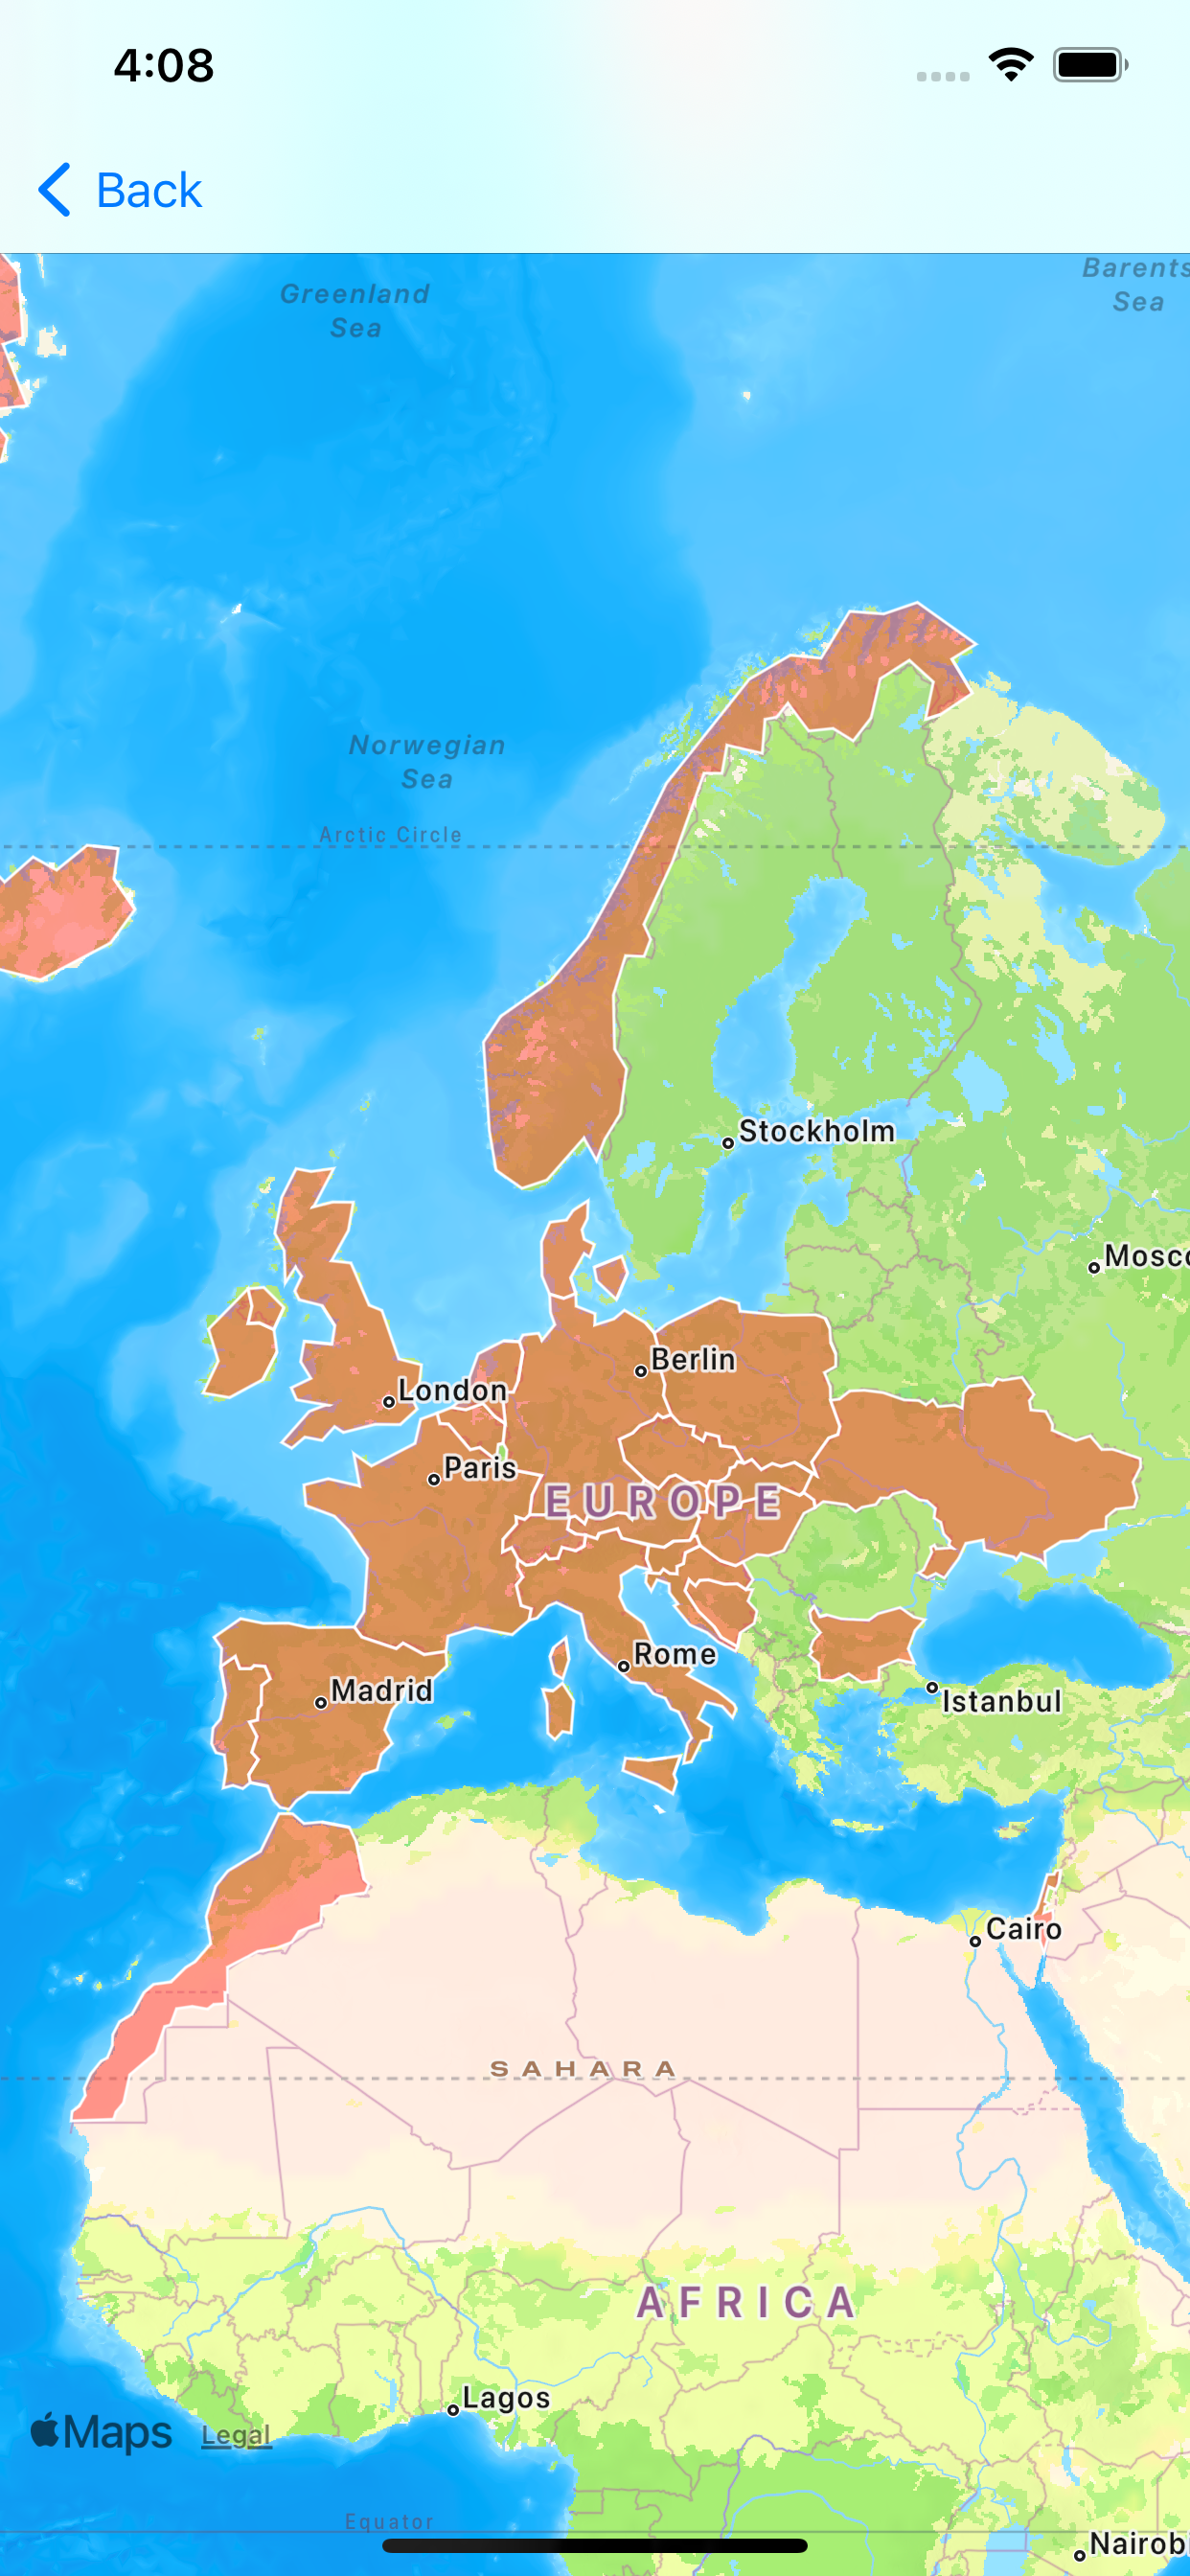 4:08
Back
Barents
Sea
Greenland
Sea
Norwegian
Sea
Arctic Circle
Stockholm
Mosco
Berlin
London
Paris
EUROPE
Rome
Madrid
Istanbul
Cairo
SAHARA
AFRICA
Lagos
Maps Legal
Equator
Nairobi